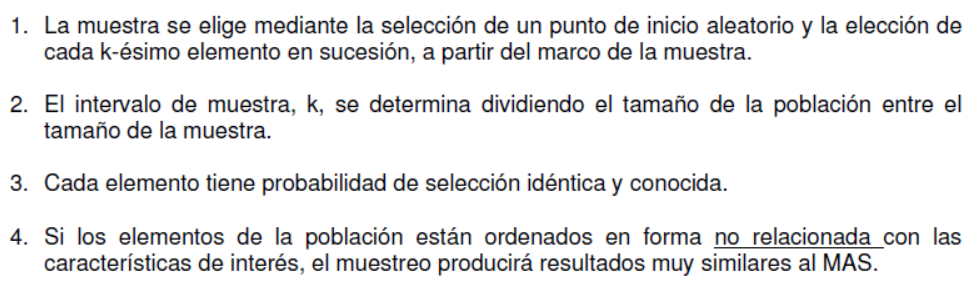 1. La muestra se elige mediante la selección de un punto de inicio aleatorio y la elección de
cada k-ésimo elemento en sucesión, a partir del marco de la muestra.
2. El intervalo de muestra, k, se determina dividiendo el tamaño de la población entre el
tamaño de la muestra.
3. Cada elemento tiene probabilidad de selección idéntica y conocida.
4. Si los elementos de la población están ordenados en forma no relacionada con las
características de interés, el muestreo producirá resultados muy similares al MAS.